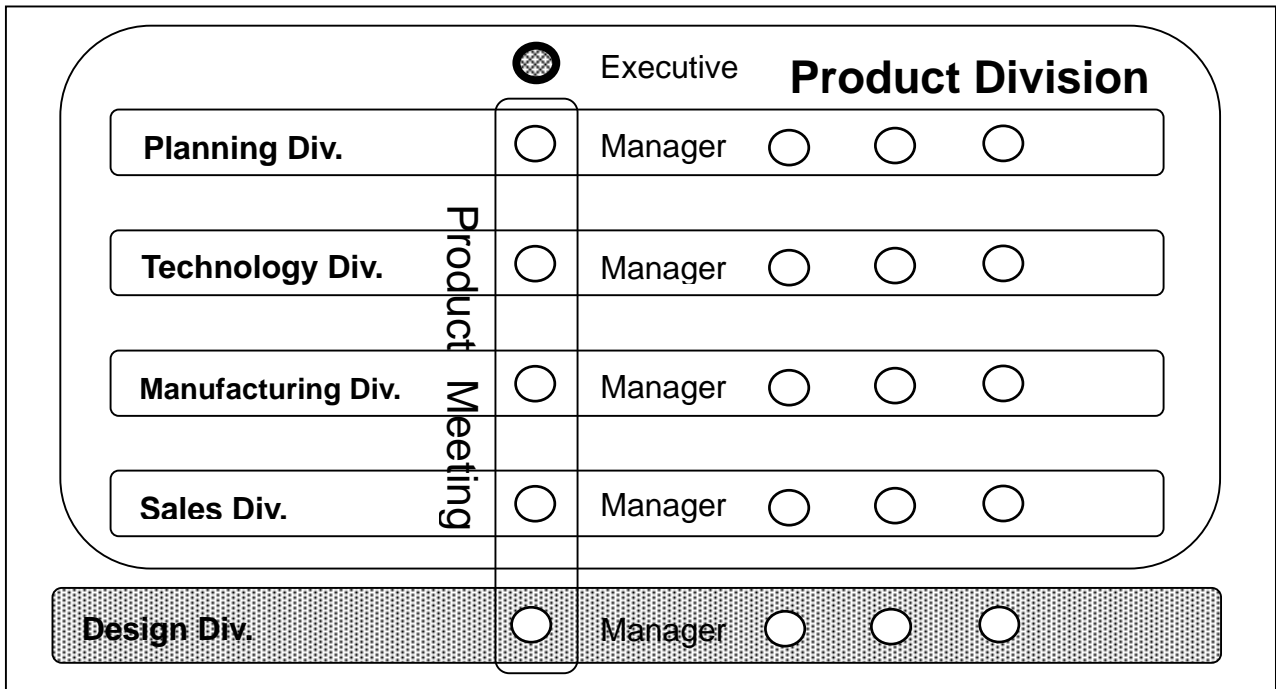 Executive
Product Division
Planning Div.
Manager
Technology Div.
Manager
Product Meeting
Manufacturing Div.
Manager
Sales Div.
Manager
Design Div.
Manager